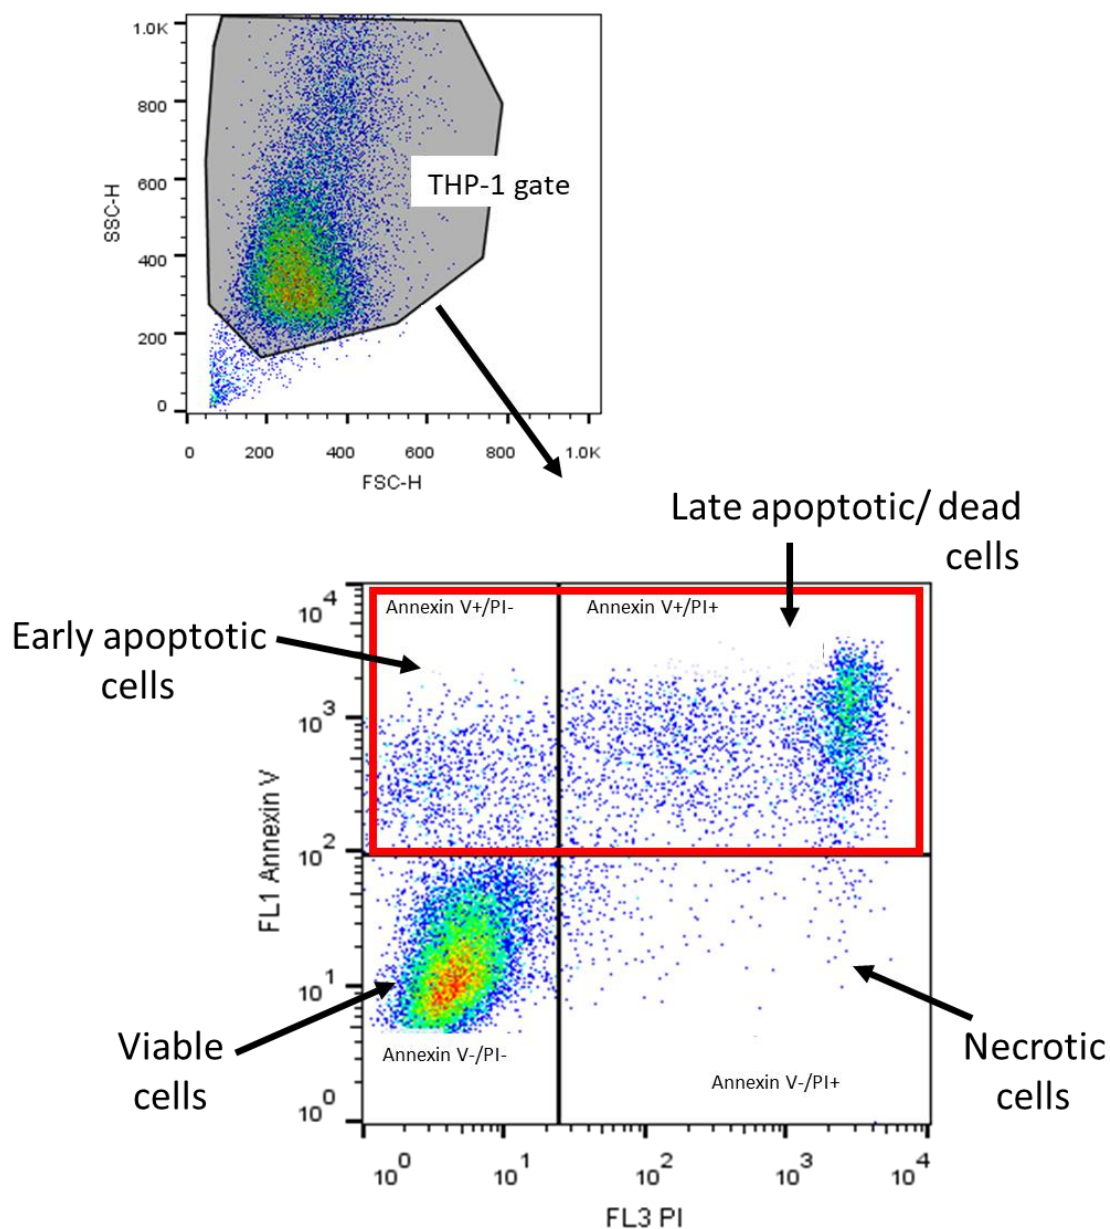 1.0K
800
600
400
200
0
SSC-H
THP-1 gate
0 200 400 600 800 1.0K
FSC-H
Late apoptotic/ dead
cells
Early apoptotic
cells
Annexin V+/PI-
Annexin V+/PI+
10^4
10^3
10^2
10^1
10^0
FL1 Annexin V
Viable
cells
Annexin V-/PI-
Annexin V-/PI+
Necrotic
cells
10^0 10^1 10^2 10^3 10^4
FL3 PI